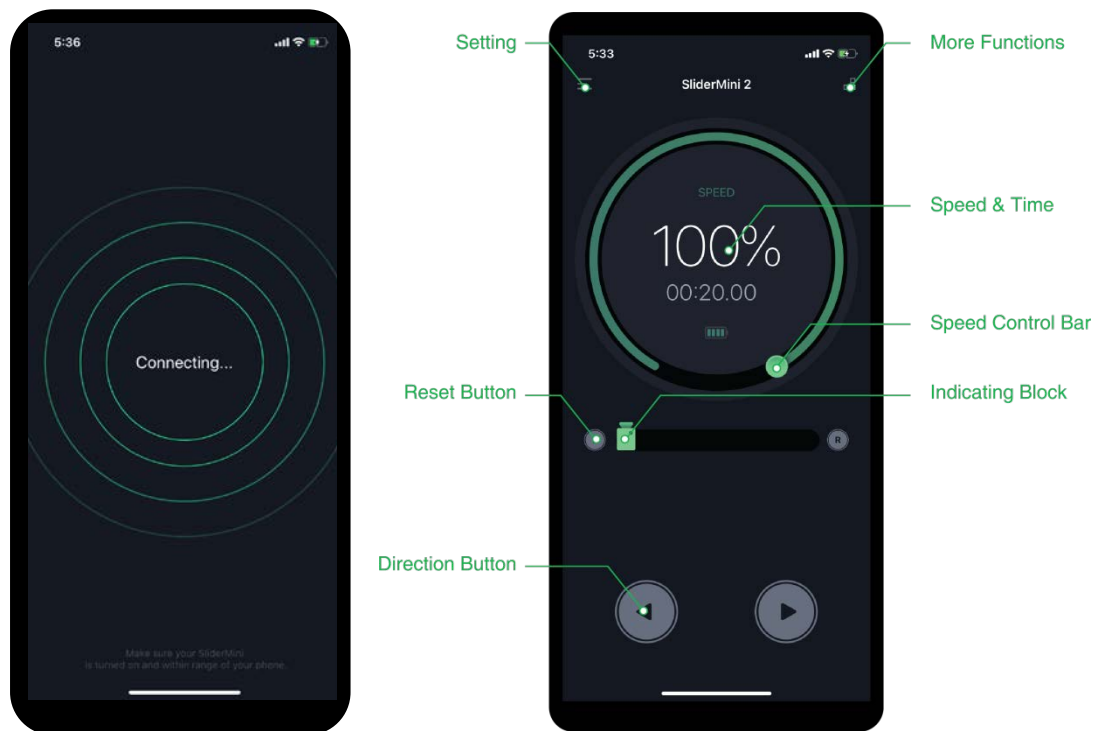 5:36
Connecting...
Make sure your SliderMini
is turned on and within range of your phone.
Setting
More Functions
5:33
SliderMini 2
SPEED
100%
00:20.00
Speed & Time
Speed Control Bar
Reset Button
Indicating Block
R
Direction Button